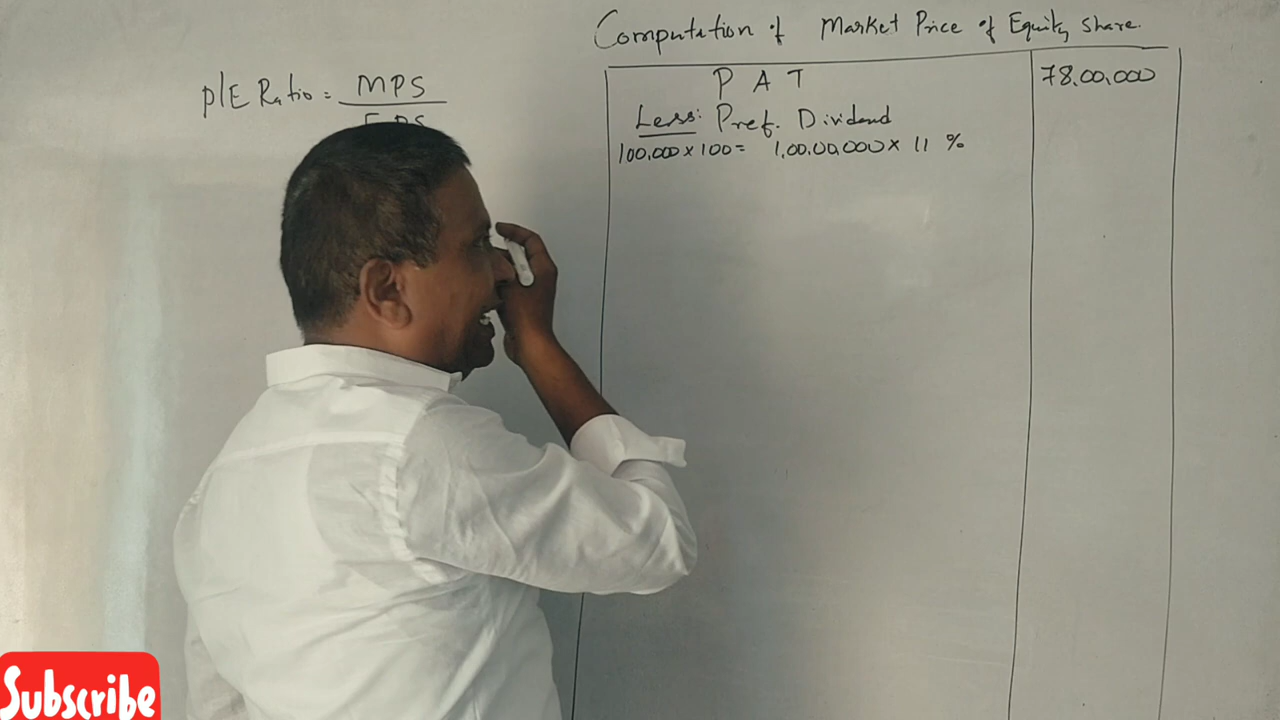 Computation of Market Price of Equity Share.
P/E Ratio = MPS
EPS
P A T 78,00,000
Less: Pref. Dividend
100,000 x 100 = 1,00,00,000 x 11 %
Subscribe